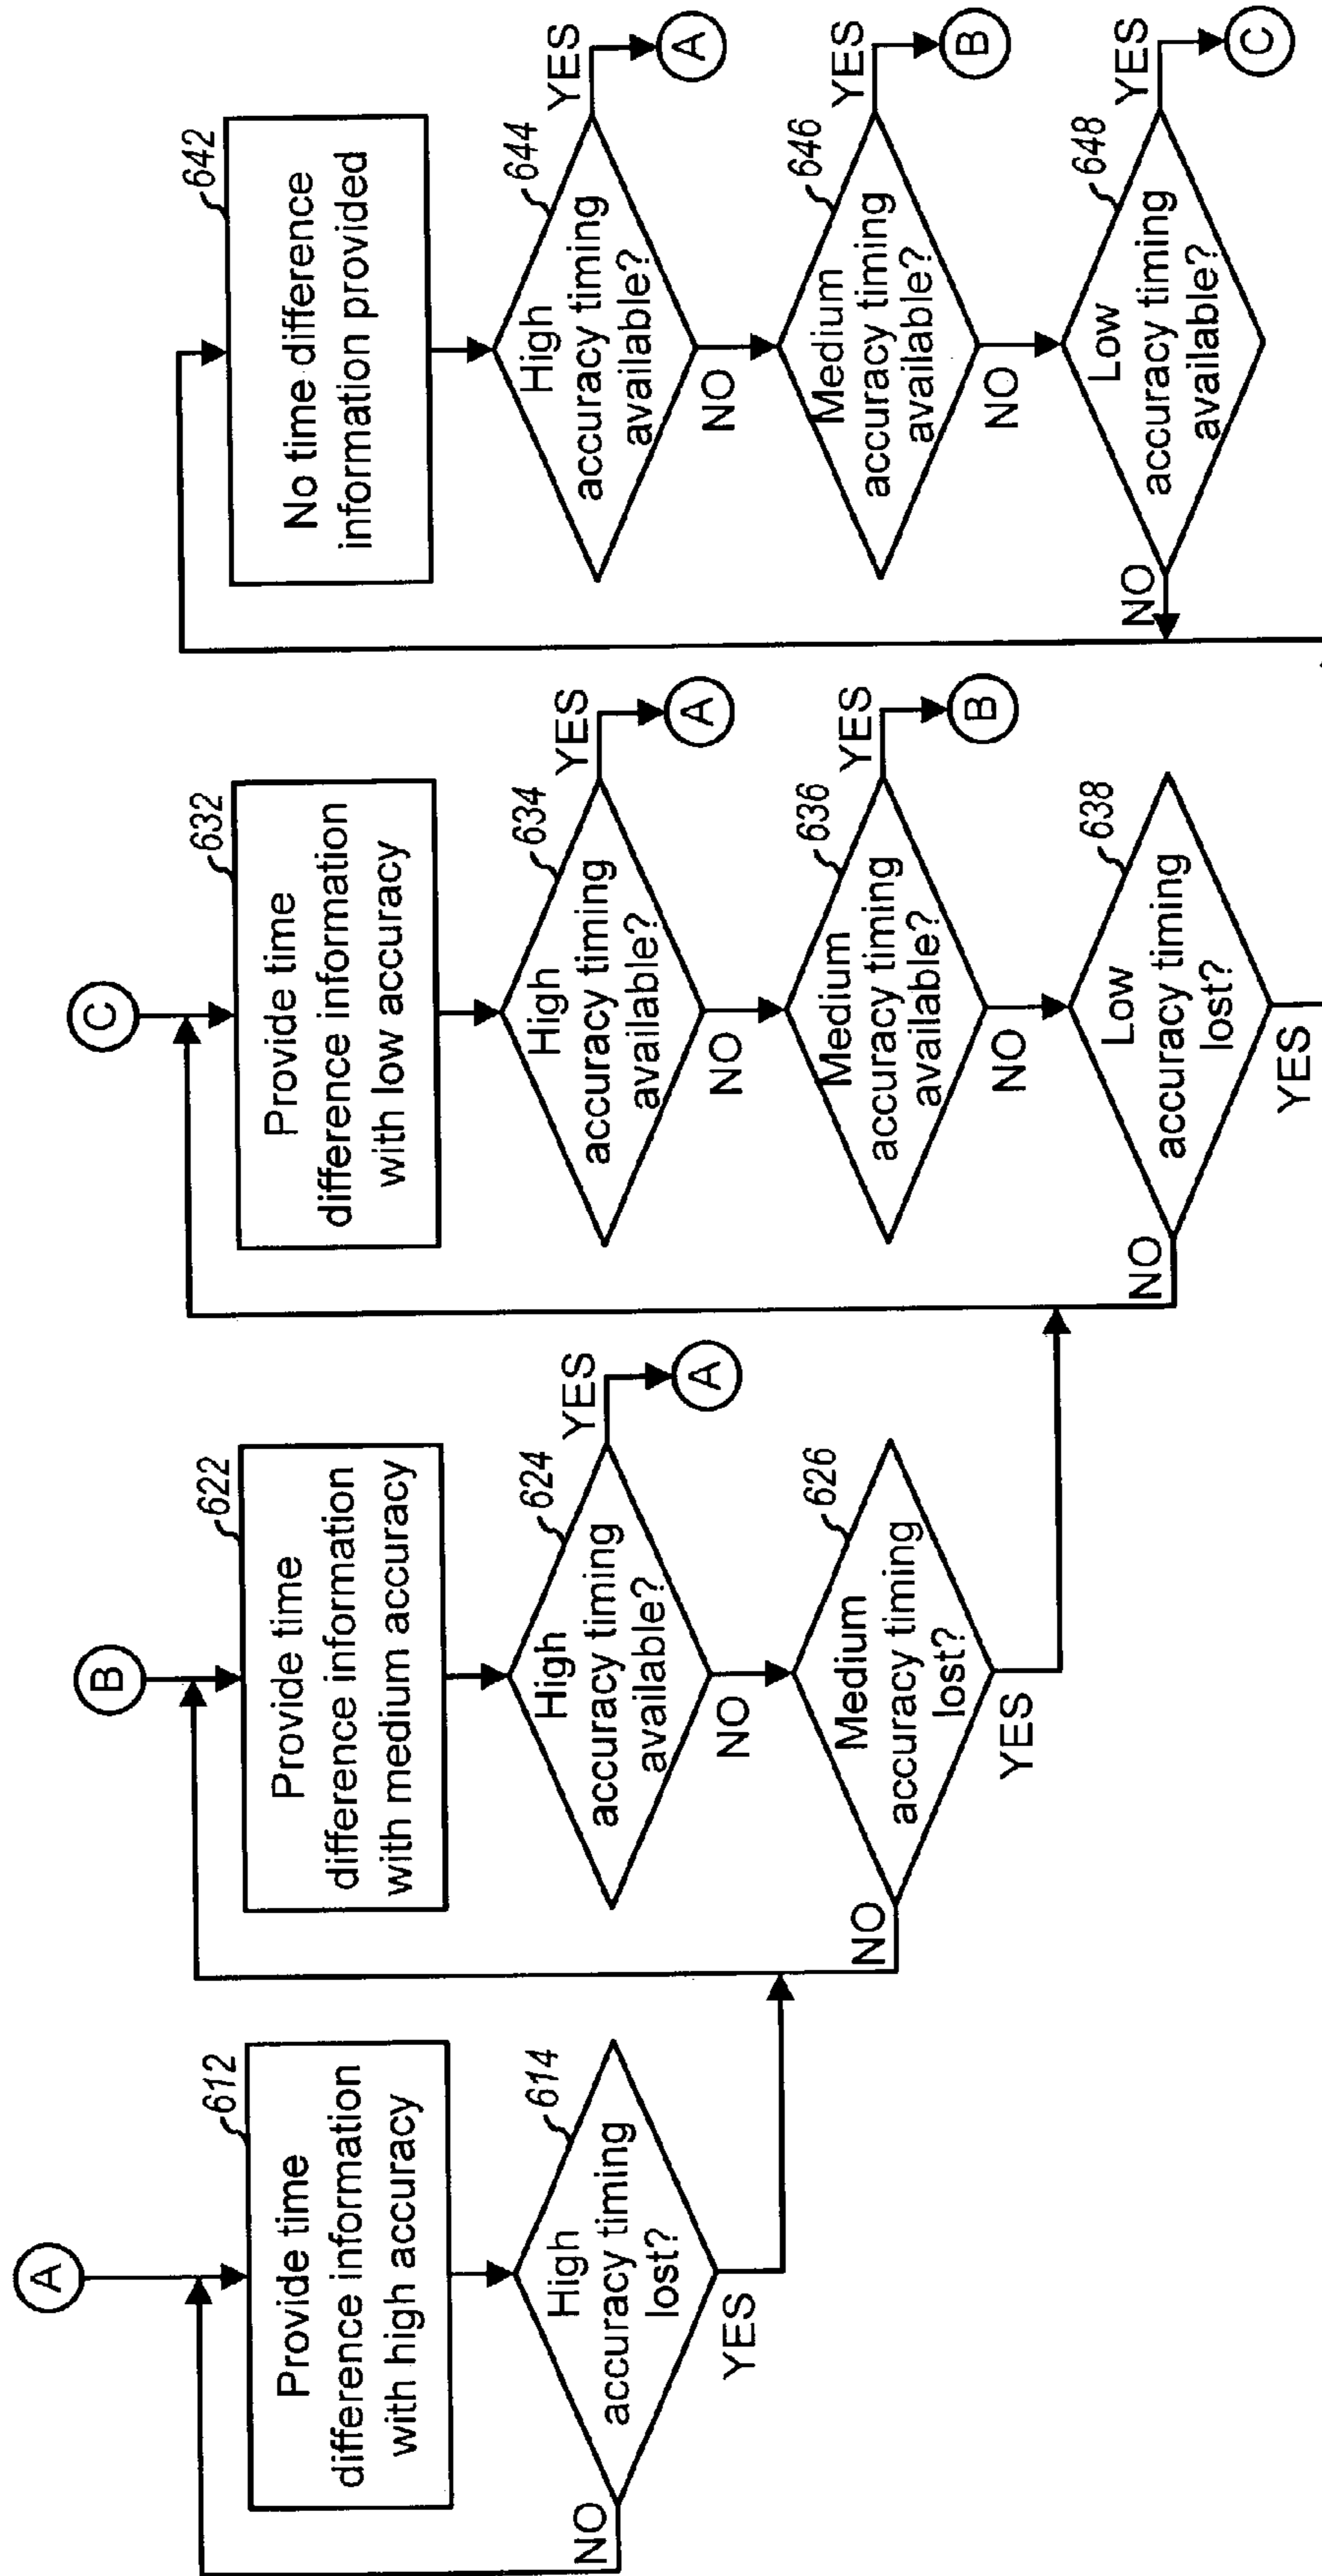 A
612
Provide time
difference information
with high accuracy
614
High
accuracy timing
lost?
NO
YES
B
622
Provide time
difference information
with medium accuracy
624
High
accuracy timing
available?
YES
A
NO
626
Medium
accuracy timing
lost?
NO
YES
C
632
Provide time
difference information
with low accuracy
634
High
accuracy timing
available?
YES
A
NO
636
Medium
accuracy timing
available?
YES
B
NO
638
Low
accuracy timing
lost?
NO
YES
642
No time difference
information provided
644
High
accuracy timing
available?
YES
A
NO
646
Medium
accuracy timing
available?
YES
B
NO
648
Low
accuracy timing
available?
YES
C
NO